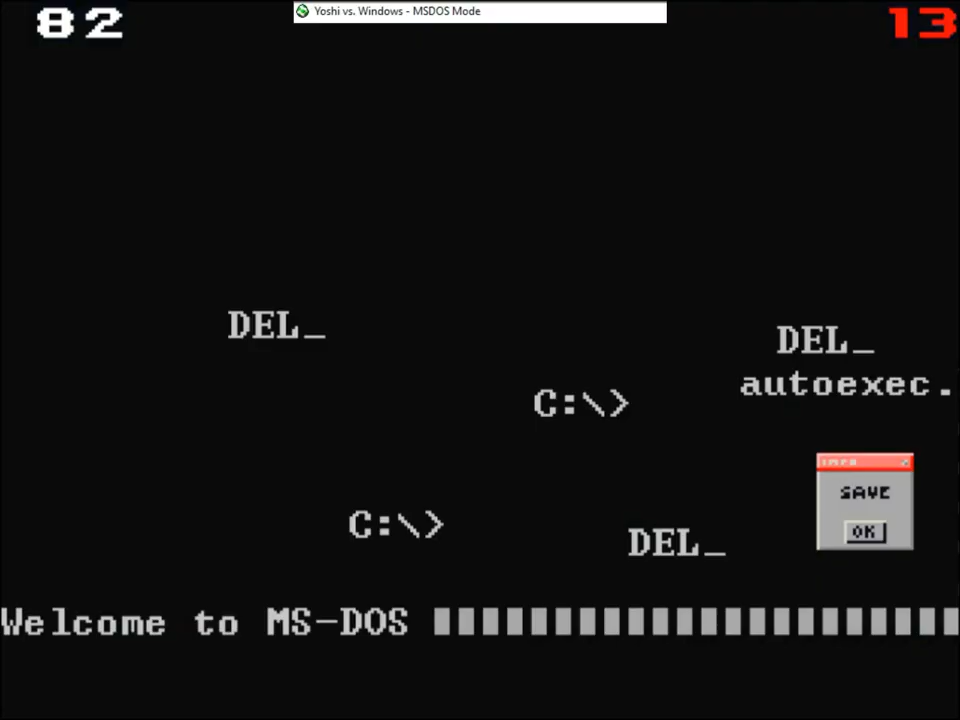 82
Yoshi vs. Windows - MSDOS Mode
13
DEL_
DEL_
autoexec.
C:\>
SAVE
OK
C:\>
DEL_
Welcome to MS-DOS